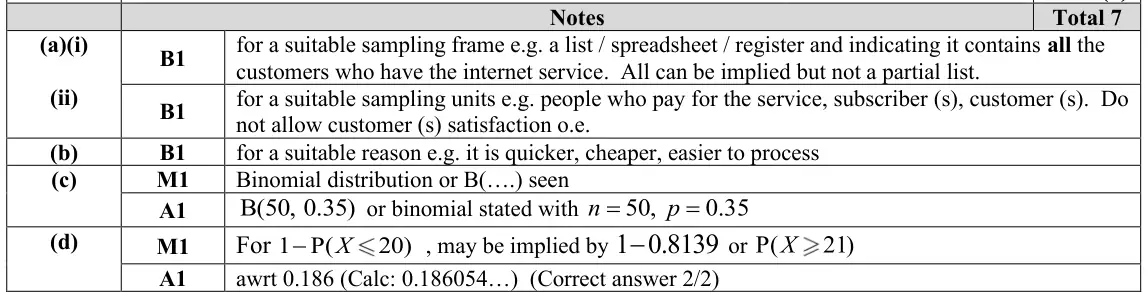 Notes Total 7
(a)(i) B1 for a suitable sampling frame e.g. a list / spreadsheet / register and indicating it contains all the
customers who have the internet service. All can be implied but not a partial list.
(ii) B1 for a suitable sampling units e.g. people who pay for the service, subscriber (s), customer (s). Do
not allow customer (s) satisfaction o.e.
(b) B1 for a suitable reason e.g. it is quicker, cheaper, easier to process
(c) M1 Binomial distribution or B(….) seen
A1 B(50, 0.35) or binomial stated with n = 50, p = 0.35
(d) M1 For 1 – P(X ⩽ 20) , may be implied by 1 – 0.8139 or P(X ⩾ 21)
A1 awrt 0.186 (Calc: 0.186054…) (Correct answer 2/2)